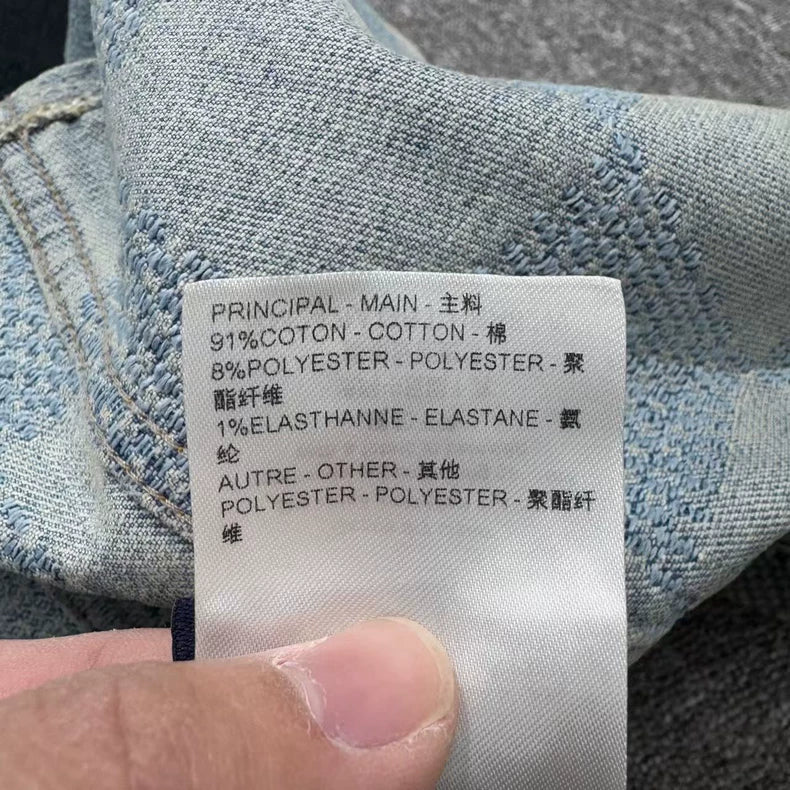 PRINCIPAL - MAIN - 主料
91%COTON - COTTON - 棉
8%POLYESTER - POLYESTER - 聚
酯纤维
1%ELASTHANNE - ELASTANE - 氨
纶
AUTRE - OTHER - 其他
POLYESTER - POLYESTER - 聚酯纤
维